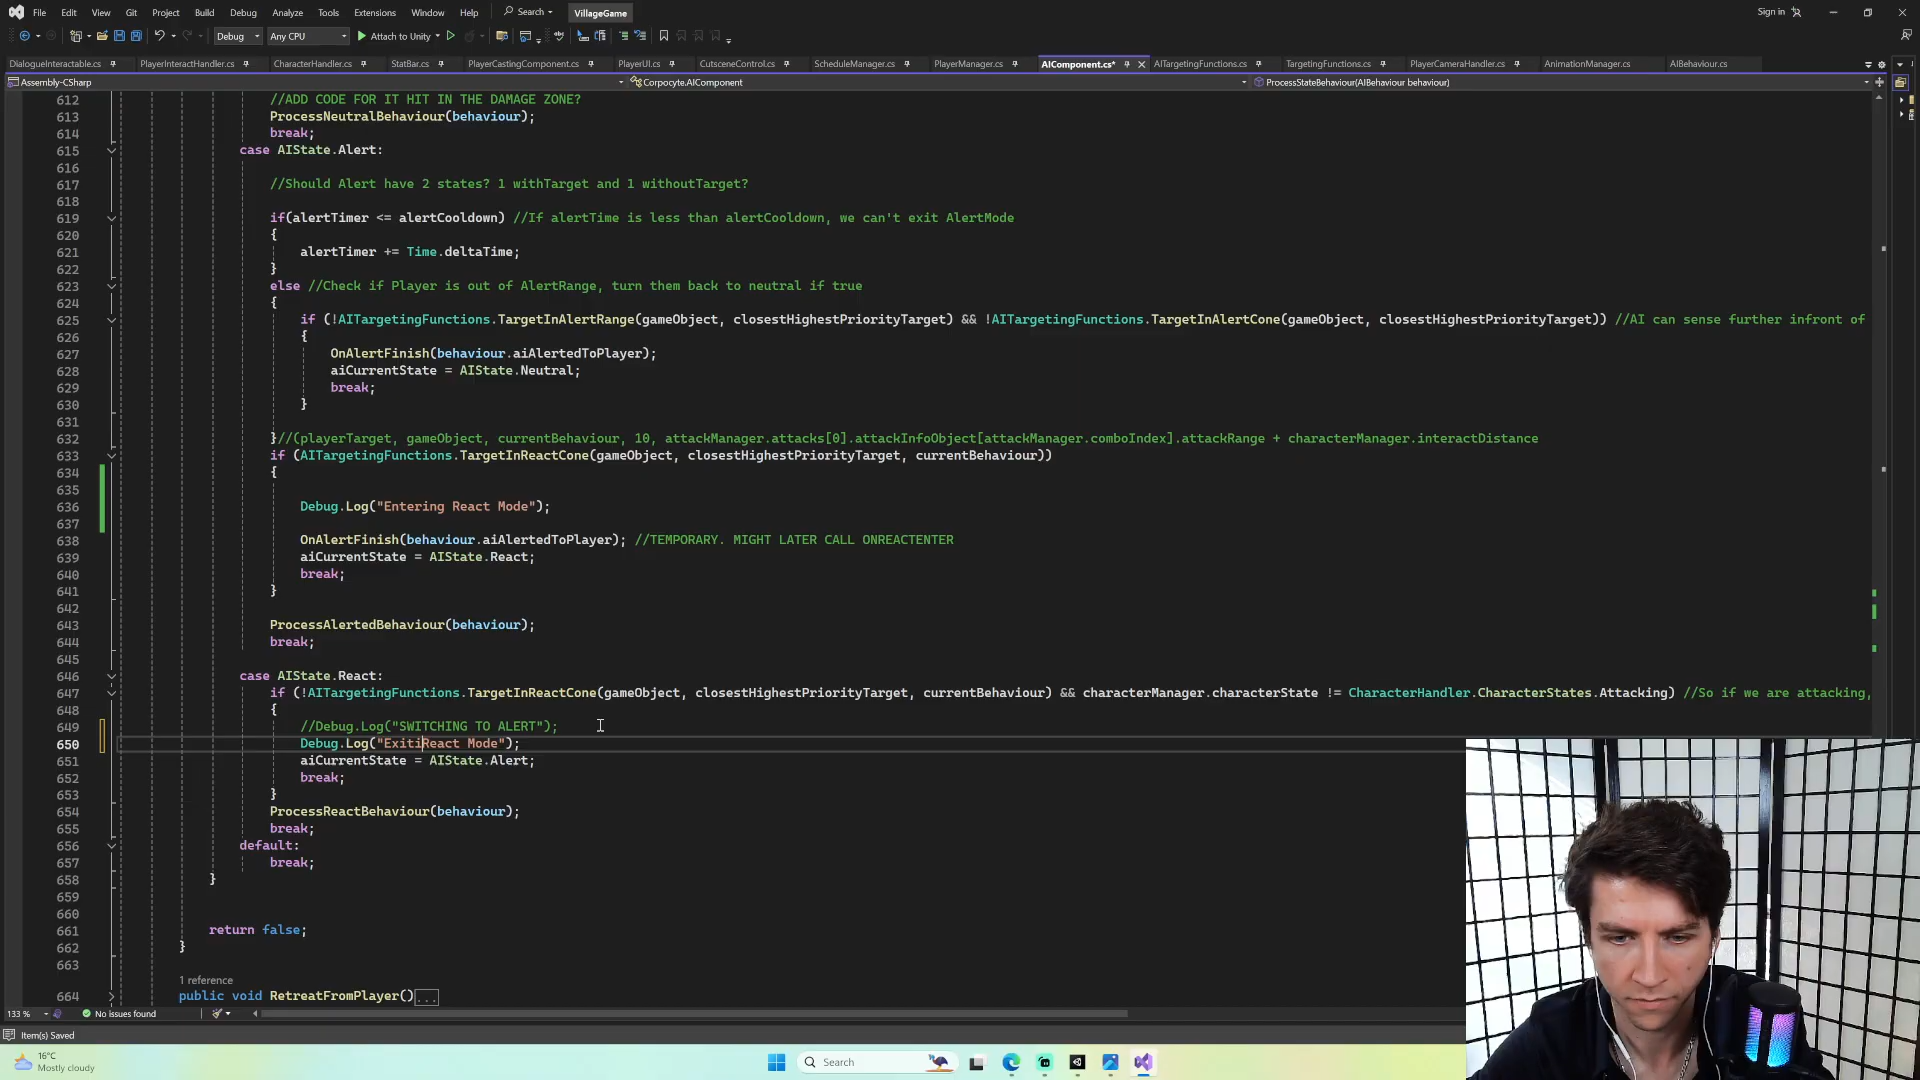 File Edit View Git Project Build Debug Analyze Tools Extensions Window Help Search VillageGame Sign in
Debug Any CPU Attach to Unity
DialogueInteractable.cs PlayerInteractHandler.cs CharacterHandler.cs StatBar.cs PlayerCastingComponent.cs PlayerUI.cs CutsceneControl.cs ScheduleManager.cs PlayerManager.cs AIComponent.cs* AITargetingFunctions.cs TargetingFunctions.cs PlayerCameraHandler.cs AnimationManager.cs AIBehaviour.cs
Assembly-CSharp Corpocyte.AIComponent ProcessStateBehaviour(AIBehaviour behaviour)
612 //ADD CODE FOR IT HIT IN THE DAMAGE ZONE?
613 ProcessNeutralBehaviour(behaviour);
614 break;
615 case AIState.Alert:
616
617 //Should Alert have 2 states? 1 withTarget and 1 withoutTarget?
618
619 if(alertTimer <= alertCooldown) //If alertTime is less than alertCooldown, we can't exit AlertMode
620 {
621 alertTimer += Time.deltaTime;
622 }
623 else //Check if Player is out of AlertRange, turn them back to neutral if true
624 {
625 if (!AITargetingFunctions.TargetInAlertRange(gameObject, closestHighestPriorityTarget) && !AITargetingFunctions.TargetInAlertCone(gameObject, closestHighestPriorityTarget)) //AI can sense further infront of
626 {
627 OnAlertFinish(behaviour.aiAlertedToPlayer);
628 aiCurrentState = AIState.Neutral;
629 break;
630 }
631
632 }//(playerTarget, gameObject, currentBehaviour, 10, attackManager.attacks[0].attackInfoObject[attackManager.comboIndex].attackRange + characterManager.interactDistance
633 if (AITargetingFunctions.TargetInReactCone(gameObject, closestHighestPriorityTarget, currentBehaviour))
634 {
635
636 Debug.Log("Entering React Mode");
637
638 OnAlertFinish(behaviour.aiAlertedToPlayer); //TEMPORARY. MIGHT LATER CALL ONREACTENTER
639 aiCurrentState = AIState.React;
640 break;
641 }
642
643 ProcessAlertedBehaviour(behaviour);
644 break;
645
646 case AIState.React:
647 if (!AITargetingFunctions.TargetInReactCone(gameObject, closestHighestPriorityTarget, currentBehaviour) && characterManager.characterState != CharacterHandler.CharacterStates.Attacking) //So if we are attacking,
648 {
649 //Debug.Log("SWITCHING TO ALERT");
650 Debug.Log("ExitiReact Mode");
651 aiCurrentState = AIState.Alert;
652 break;
653 }
654 ProcessReactBehaviour(behaviour);
655 break;
656 default:
657 break;
658 }
659
660
661 return false;
662 }
663
1 reference
664 public void RetreatFromPlayer()...
133 % No issues found
Item(s) Saved
16°C
Mostly cloudy
Search